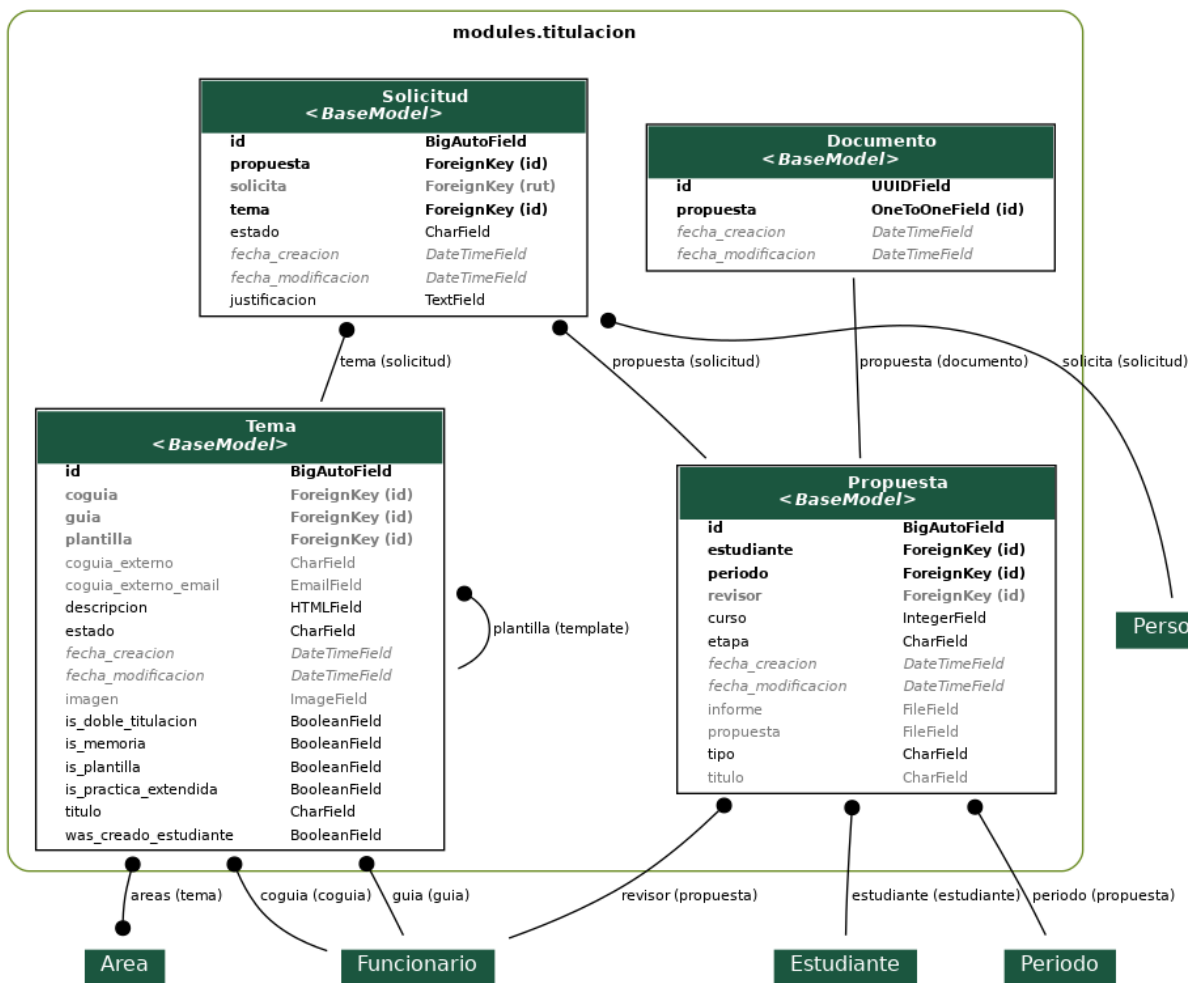 modules.titulacion
Solicitud
<BaseModel>
id BigAutoField
propuesta ForeignKey (id)
solicita ForeignKey (rut)
tema ForeignKey (id)
estado CharField
fecha_creacion DateTimeField
fecha_modificacion DateTimeField
justificacion TextField
Documento
<BaseModel>
id UUIDField
propuesta OneToOneField (id)
fecha_creacion DateTimeField
fecha_modificacion DateTimeField
tema (solicitud)
propuesta (solicitud)
propuesta (documento)
solicita (solicitud)
Tema
<BaseModel>
id BigAutoField
coguia ForeignKey (id)
guia ForeignKey (id)
plantilla ForeignKey (id)
coguia_externo CharField
coguia_externo_email EmailField
descripcion HTMLField
estado CharField
fecha_creacion DateTimeField
fecha_modificacion DateTimeField
imagen ImageField
is_doble_titulacion BooleanField
is_memoria BooleanField
is_plantilla BooleanField
is_practica_extendida BooleanField
titulo CharField
was_creado_estudiante BooleanField
plantilla (template)
Propuesta
<BaseModel>
id BigAutoField
estudiante ForeignKey (id)
periodo ForeignKey (id)
revisor ForeignKey (id)
curso IntegerField
etapa CharField
fecha_creacion DateTimeField
fecha_modificacion DateTimeField
informe FileField
propuesta FileField
tipo CharField
titulo CharField
Perso
areas (tema)
coguia (coguia)
guia (guia)
revisor (propuesta)
estudiante (estudiante)
periodo (propuesta)
Area
Funcionario
Estudiante
Periodo